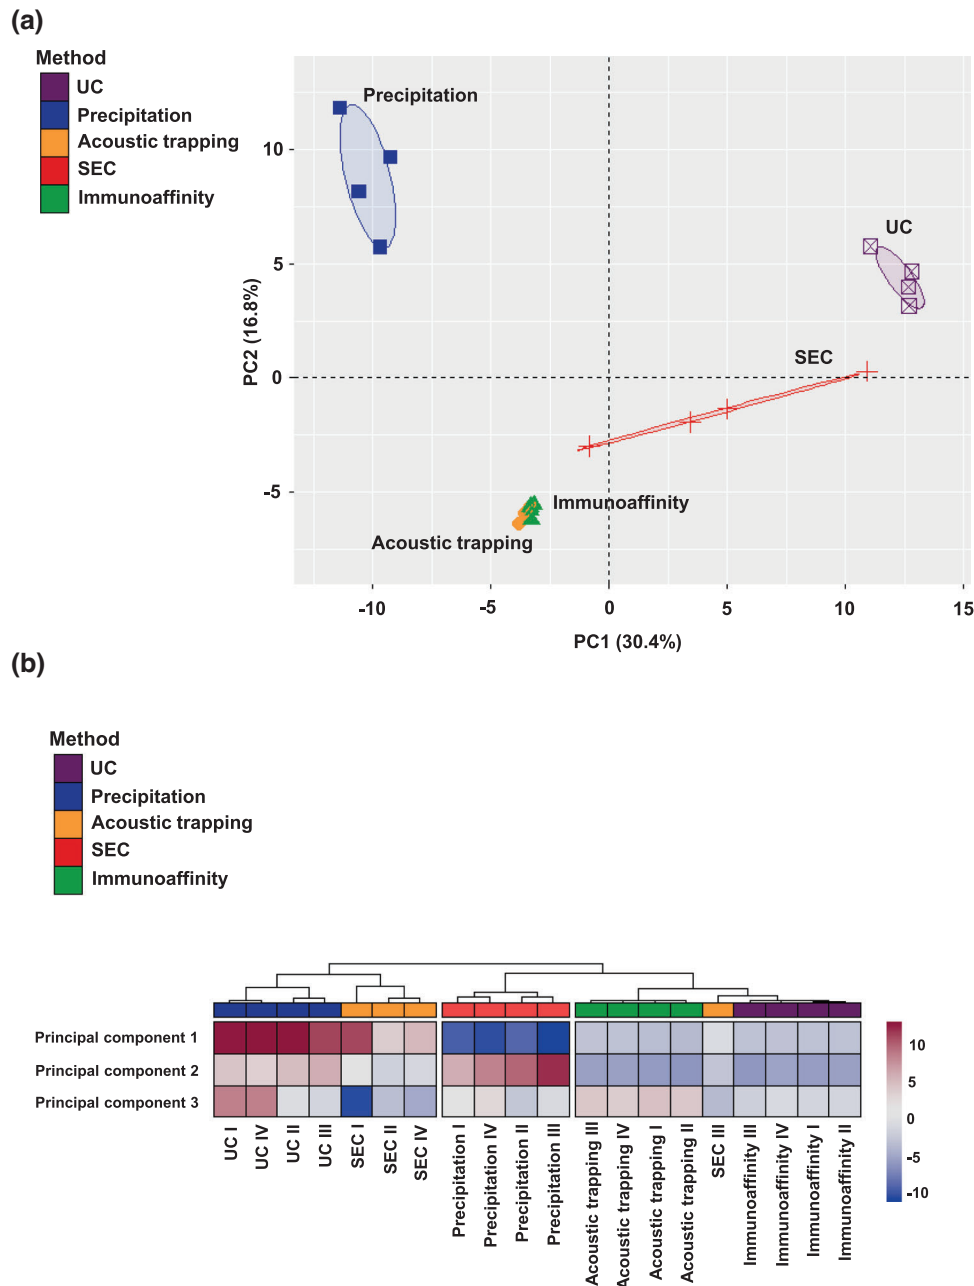 (a)
Method
UC
Precipitation
Acoustic trapping
SEC
Immunoaffinity
Precipitation
UC
SEC
Immunoaffinity
Acoustic trapping
10
5
0
-5
PC2 (16.8%)
-10
-5
0
5
10
15
PC1 (30.4%)
(b)
Method
UC
Precipitation
Acoustic trapping
SEC
Immunoaffinity
Principal component 1
Principal component 2
Principal component 3
UC I
UC IV
UC II
UC III
SEC I
SEC II
SEC IV
Precipitation I
Precipitation IV
Precipitation II
Precipitation III
Acoustic trapping III
Acoustic trapping IV
Acoustic trapping I
Acoustic trapping II
SEC III
Immunoaffinity III
Immunoaffinity IV
Immunoaffinity I
Immunoaffinity II
10
5
0
-5
-10